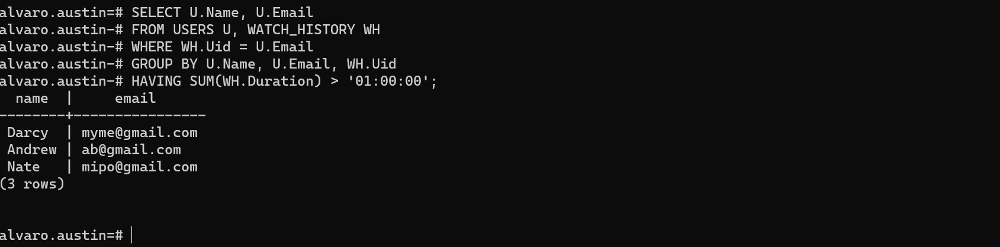 alvaro.austin=# SELECT U.Name, U.Email
alvaro.austin-# FROM USERS U, WATCH_HISTORY WH
alvaro.austin-# WHERE WH.Uid = U.Email
alvaro.austin-# GROUP BY U.Name, U.Email, WH.Uid
alvaro.austin-# HAVING SUM(WH.Duration) > '01:00:00';
  name  |     email
--------+----------------
 Darcy  | myme@gmail.com
 Andrew | ab@gmail.com
 Nate   | mipo@gmail.com
(3 rows)
alvaro.austin=#